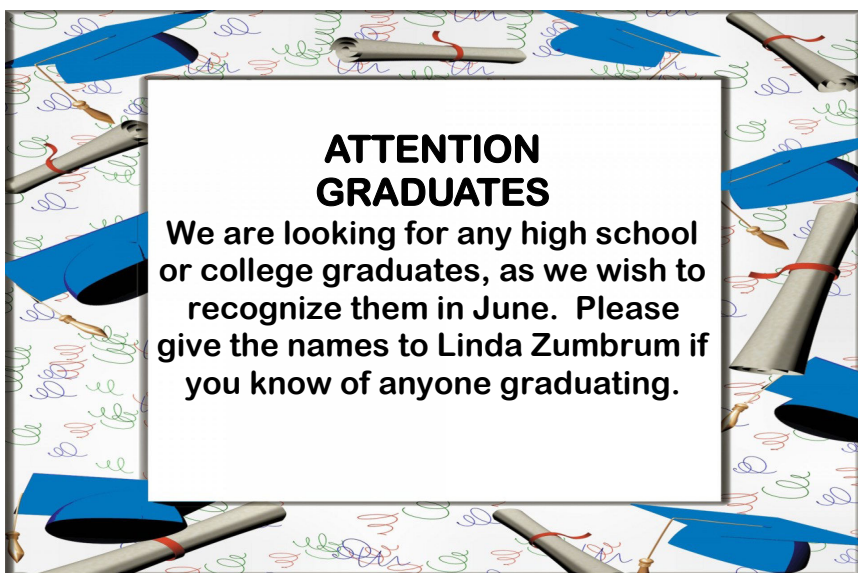 ATTENTION
GRADUATES
We are looking for any high school
or college graduates, as we wish to
recognize them in June.  Please
give the names to Linda Zumbrum if
you know of anyone graduating.